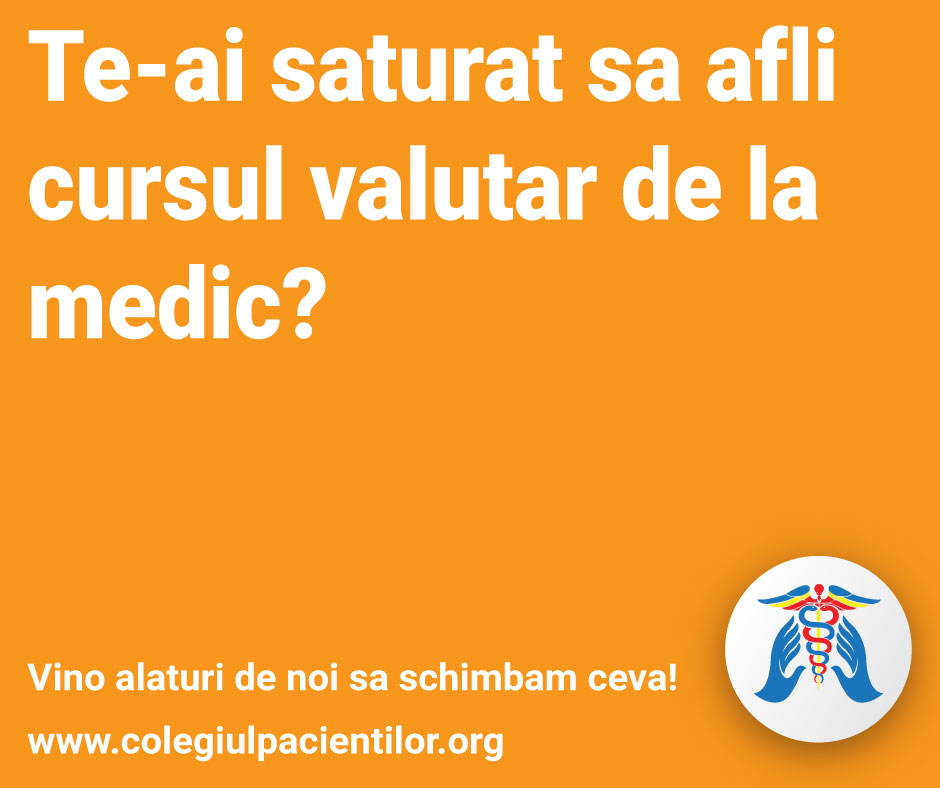 Te-ai saturat sa afli
cursul valutar de la
medic?
Vino alaturi de noi sa schimbam ceva!
www.colegiulpacientilor.org